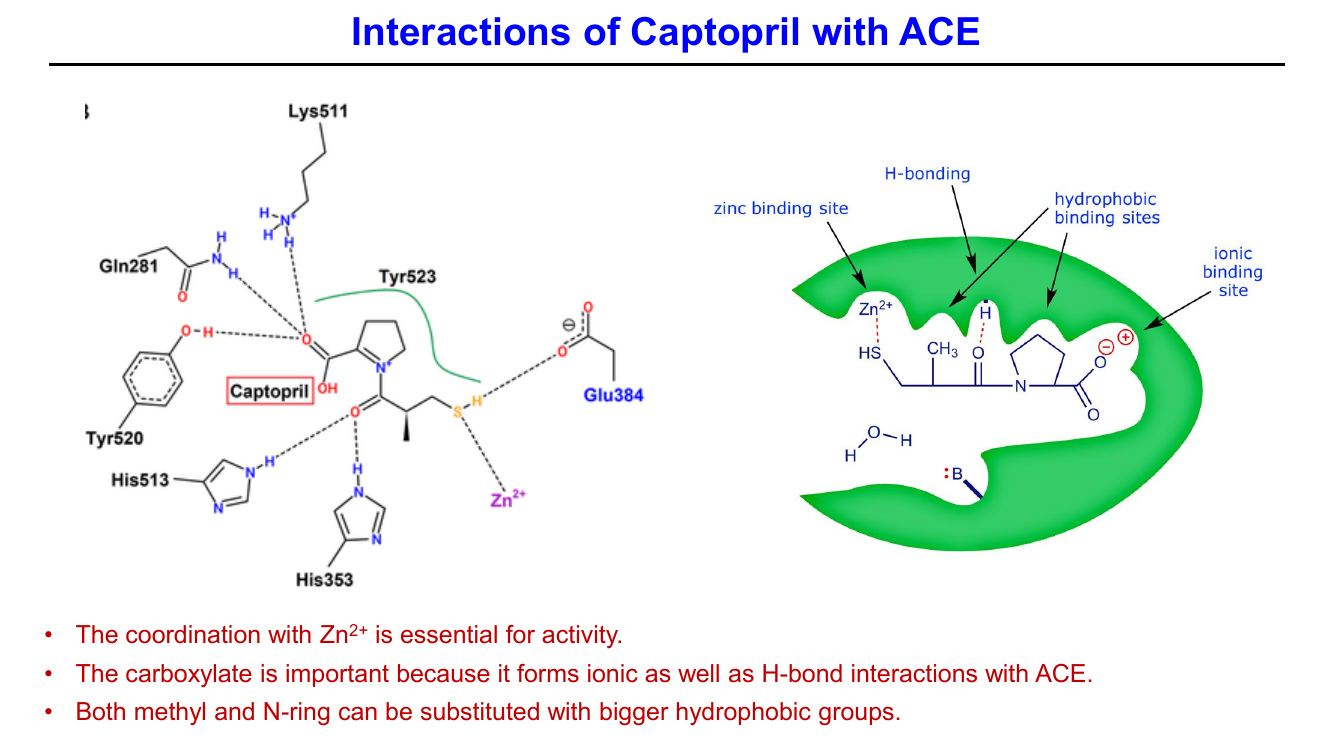 Interactions of Captopril with ACE
Lys511
H
H N+
H H
H
N
H
Gln281
O
Tyr523
O H
O
O
O
⊖
N+
Captopril
OH
O
S H
Glu384
Tyr520
His513
N H
N
H
N
N
Zn2+
His353
H-bonding
zinc binding site
hydrophobic
binding sites
ionic
binding
site
Zn2+
H
HS
CH3
O
N
O
O
− +
H O H
:B
• The coordination with Zn2+ is essential for activity.
• The carboxylate is important because it forms ionic as well as H-bond interactions with ACE.
• Both methyl and N-ring can be substituted with bigger hydrophobic groups.